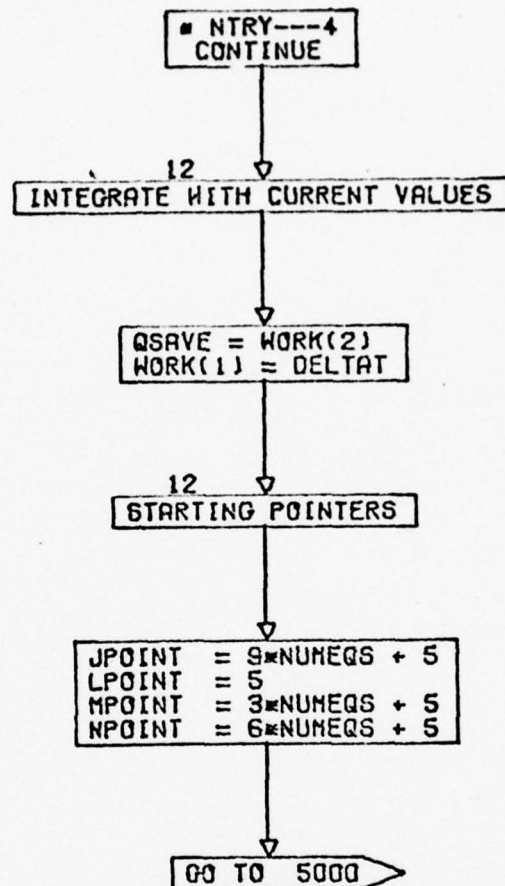 * NTRY---4
CONTINUE
12
INTEGRATE WITH CURRENT VALUES
QSAVE = WORK(2)
WORK(1) = DELTAT
12
STARTING POINTERS
JPOINT = 9*NUMEQS + 5
LPOINT = 5
MPOINT = 3*NUMEQS + 5
NPOINT = 6*NUMEQS + 5
GO TO 5000